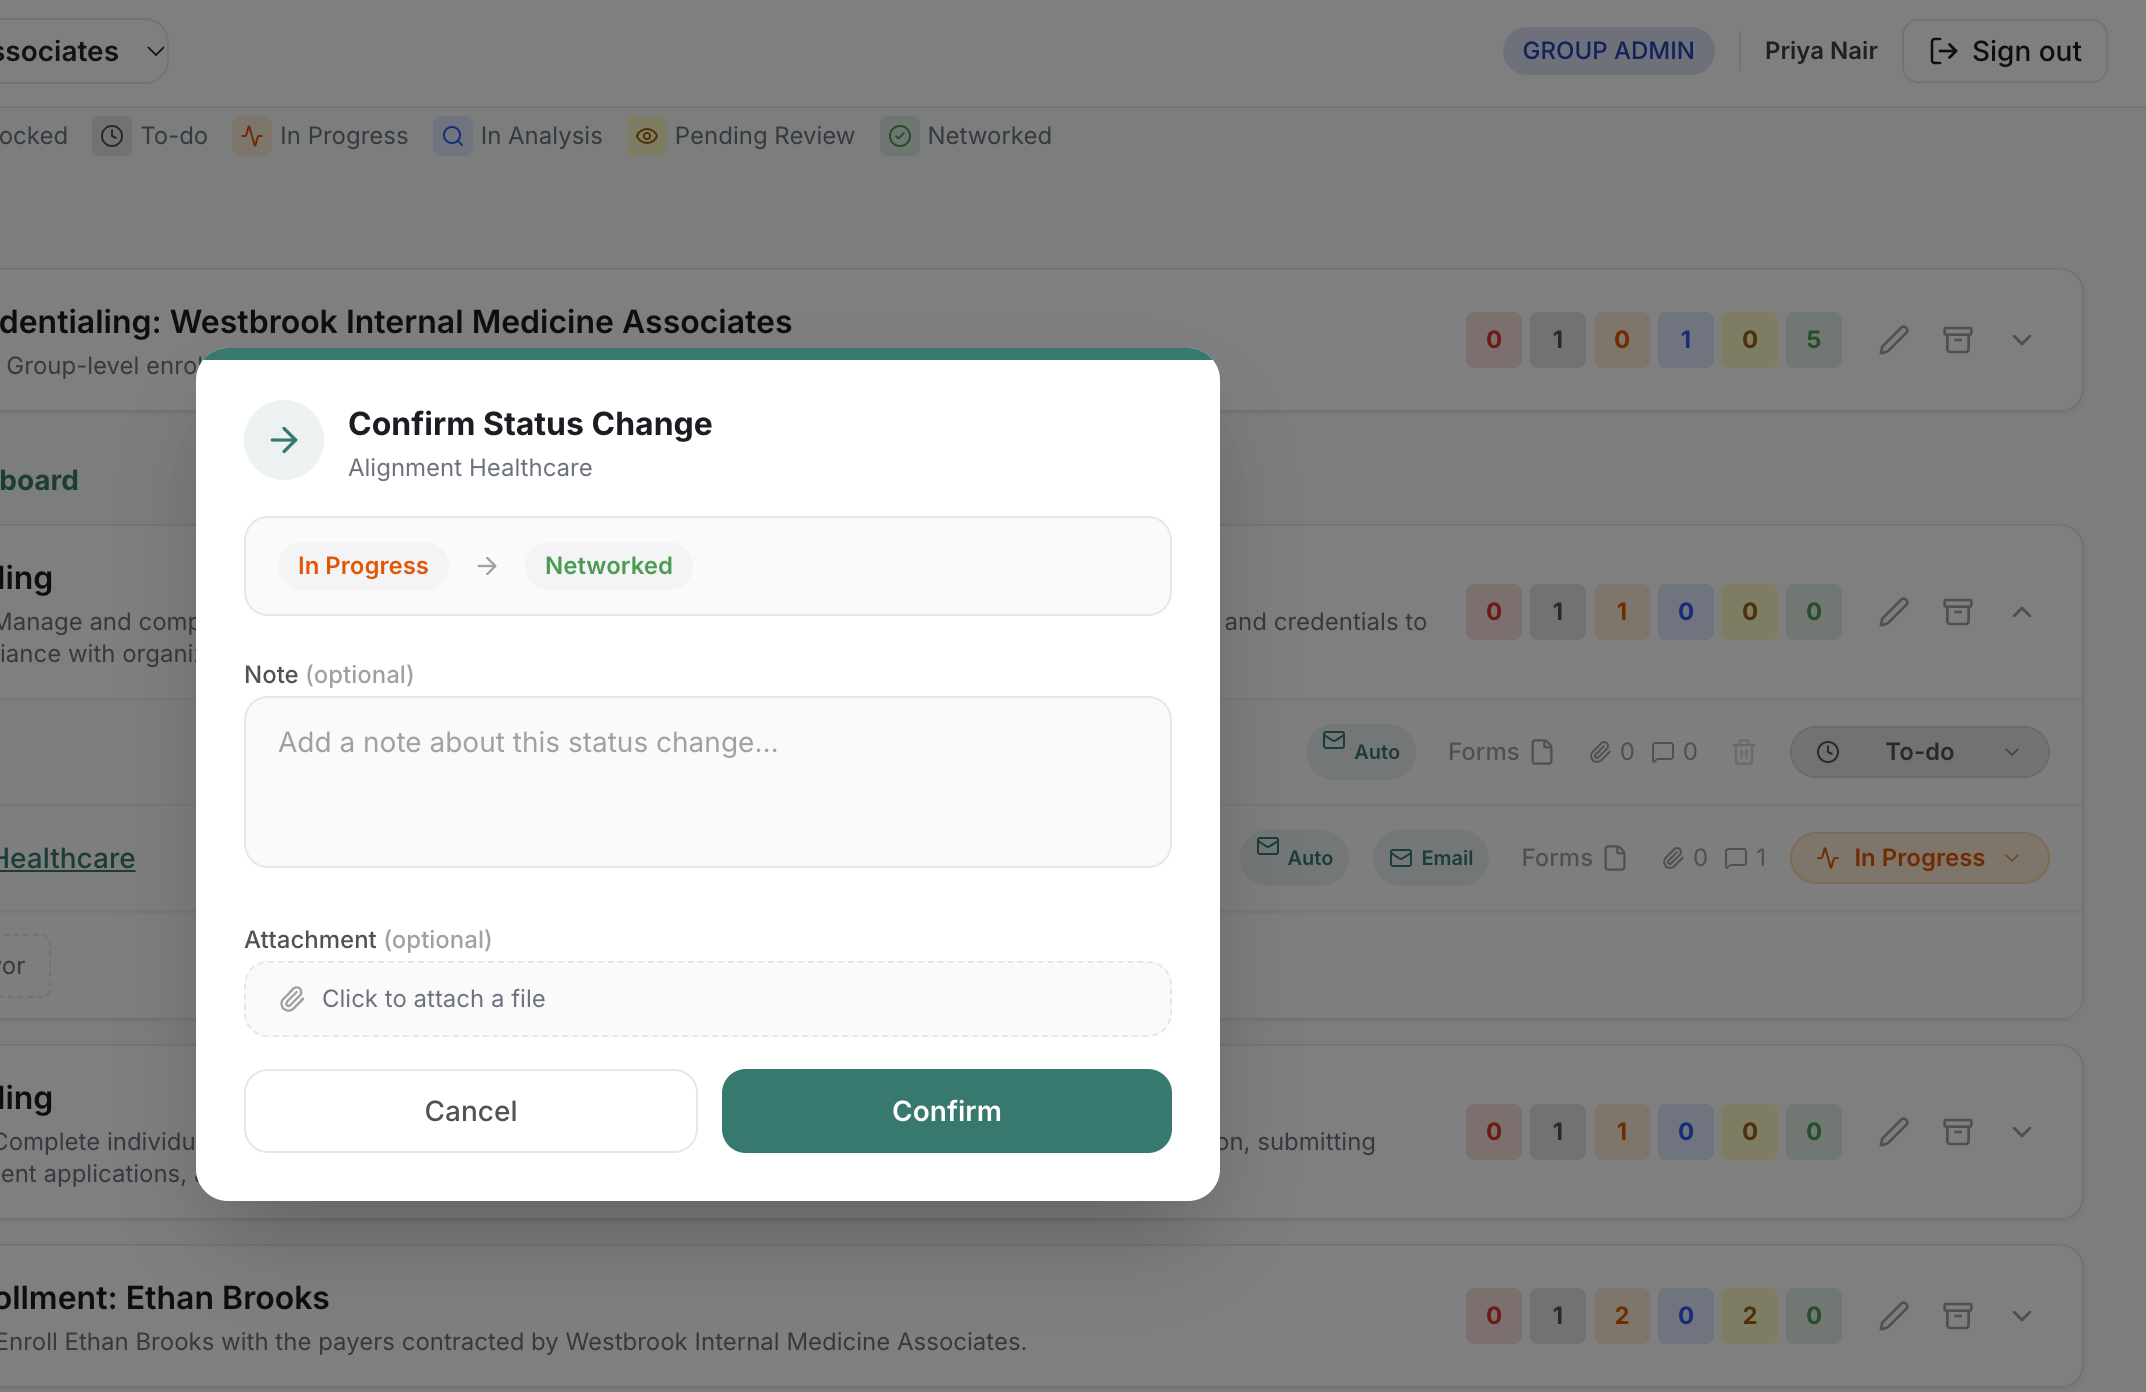 ssociates
GROUP ADMIN
Priya Nair
Sign out
ocked
To-do
In Progress
In Analysis
Pending Review
Networked
dentialing: Westbrook Internal Medicine Associates
Group-level enro
0 1 0 1 0 5
board
ling
Manage and comp
and credentials to
iance with organiz
0 1 1 0 0 0
Auto
Forms
0
0
To-do
Healthcare
Auto
Email
Forms
0
1
In Progress
or
Confirm Status Change
Alignment Healthcare
In Progress
Networked
Note (optional)
Add a note about this status change...
Attachment (optional)
Click to attach a file
Cancel
Confirm
ling
Complete individu
on, submitting
ent applications,
0 1 1 0 0 0
ollment: Ethan Brooks
Enroll Ethan Brooks with the payers contracted by Westbrook Internal Medicine Associates.
0 1 2 0 2 0